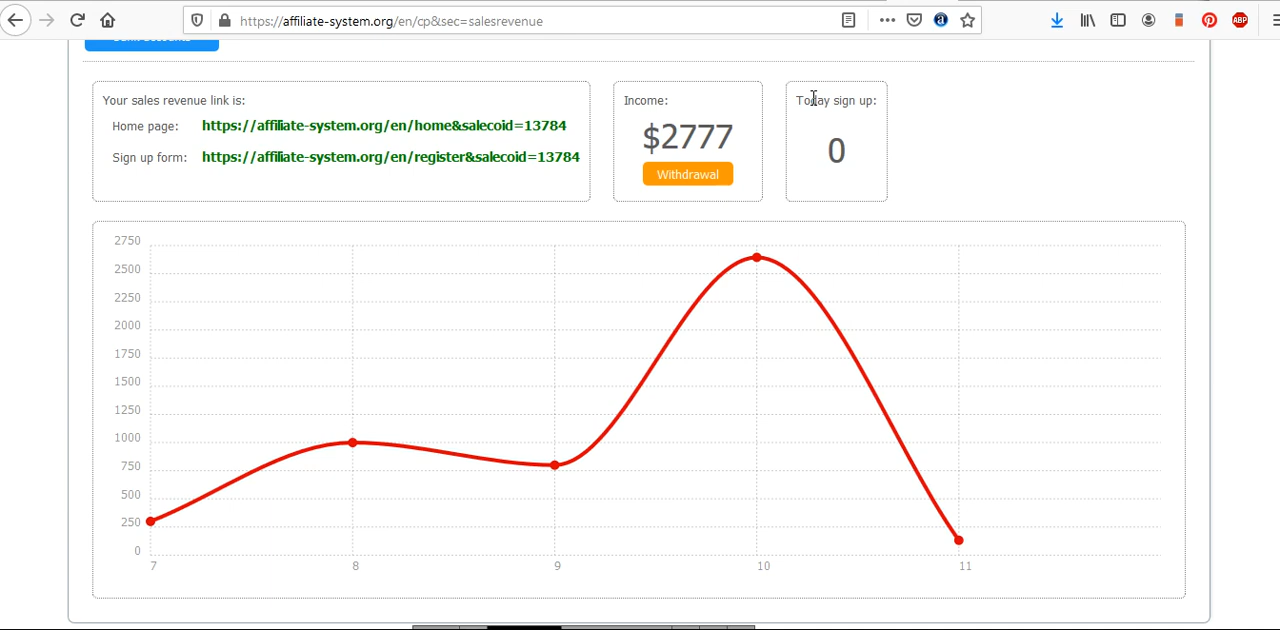 https://affiliate-system.org/en/cp&sec=salesrevenue
ABP
Your sales revenue link is:
Home page: https://affiliate-system.org/en/home&salecoid=13784
Sign up form: https://affiliate-system.org/en/register&salecoid=13784
Income:
$2777
Withdrawal
Today sign up:
0
2750
2500
2250
2000
1750
1500
1250
1000
750
500
250
0
7 8 9 10 11